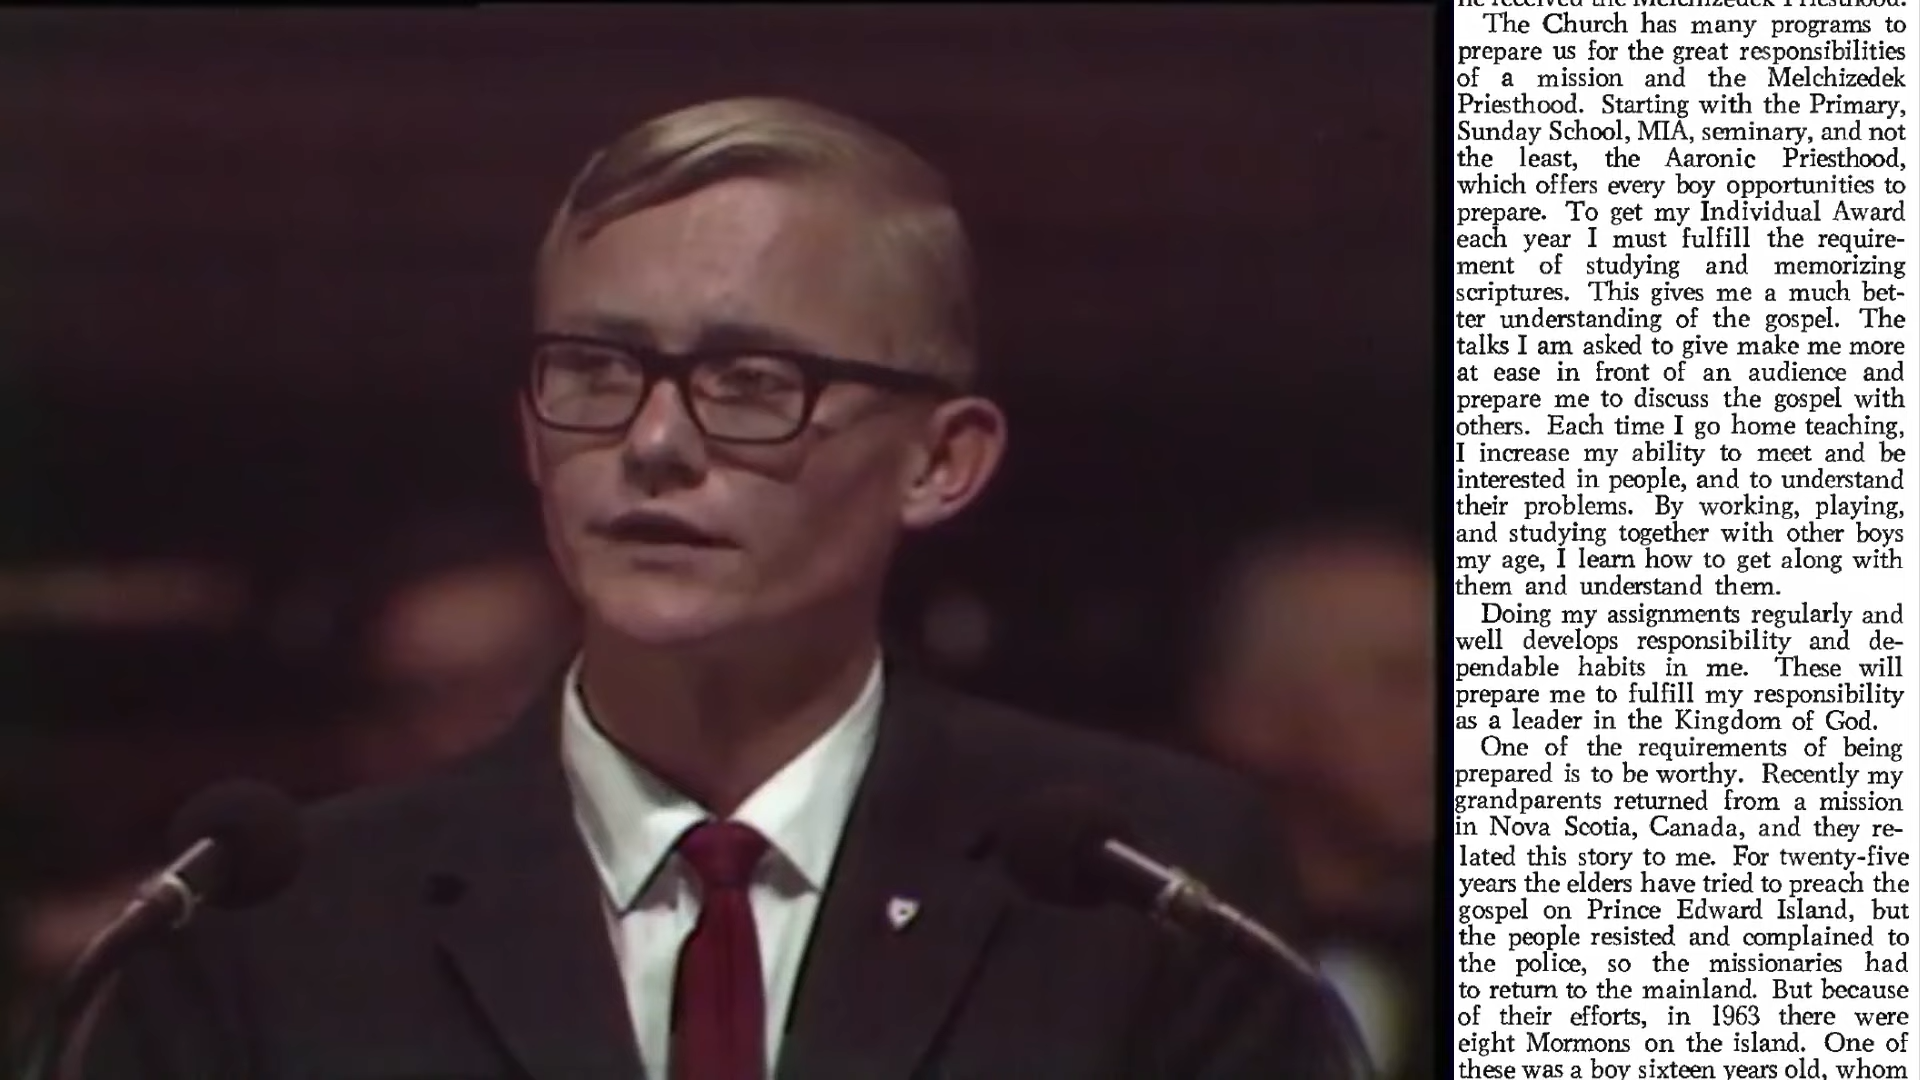 he received the Melchizedek Priesthood.
The Church has many programs to
prepare us for the great responsibilities
of a mission and the Melchizedek
Priesthood. Starting with the Primary,
Sunday School, MIA, seminary, and not
the least, the Aaronic Priesthood,
which offers every boy opportunities to
prepare. To get my Individual Award
each year I must fulfill the require-
ment of studying and memorizing
scriptures. This gives me a much bet-
ter understanding of the gospel. The
talks I am asked to give make me more
at ease in front of an audience and
prepare me to discuss the gospel with
others. Each time I go home teaching,
I increase my ability to meet and be
interested in people, and to understand
their problems. By working, playing,
and studying together with other boys
my age, I learn how to get along with
them and understand them.
Doing my assignments regularly and
well develops responsibility and de-
pendable habits in me. These will
prepare me to fulfill my responsibility
as a leader in the Kingdom of God.
One of the requirements of being
prepared is to be worthy. Recently my
grandparents returned from a mission
in Nova Scotia, Canada, and they re-
lated this story to me. For twenty-five
years the elders have tried to preach the
gospel on Prince Edward Island, but
the people resisted and complained to
the police, so the missionaries had
to return to the mainland. But because
of their efforts, in 1963 there were
eight Mormons on the island. One of
these was a boy sixteen years old, whom